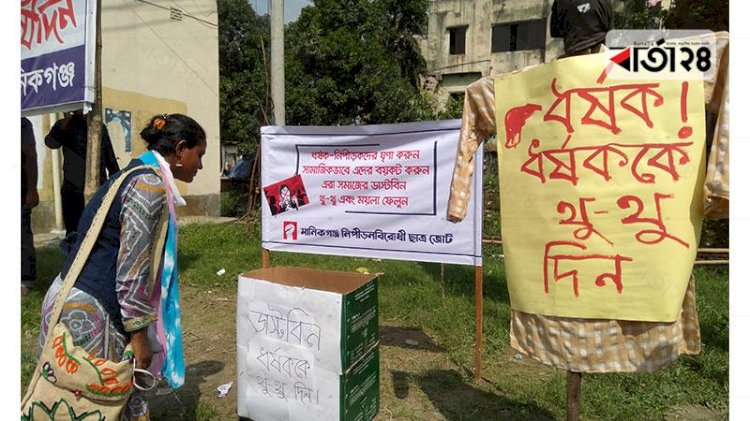 নিকগঞ্জ
বার্তা২৪
ধর্ষক-নিপীড়কদের ঘৃণা করুন
সামাজিকভাবে এদের বয়কট করুন
এরা সমাজের ডাস্টবিন
থু-থু এবং ময়লা ফেলুন
মানিকগঞ্জ নিপীড়নবিরোধী ছাত্র জোট
ডাস্টবিন
ধর্ষককে
থু-থু
দিন।
ধর্ষক!
ধর্ষককে
থু-থু
দিন